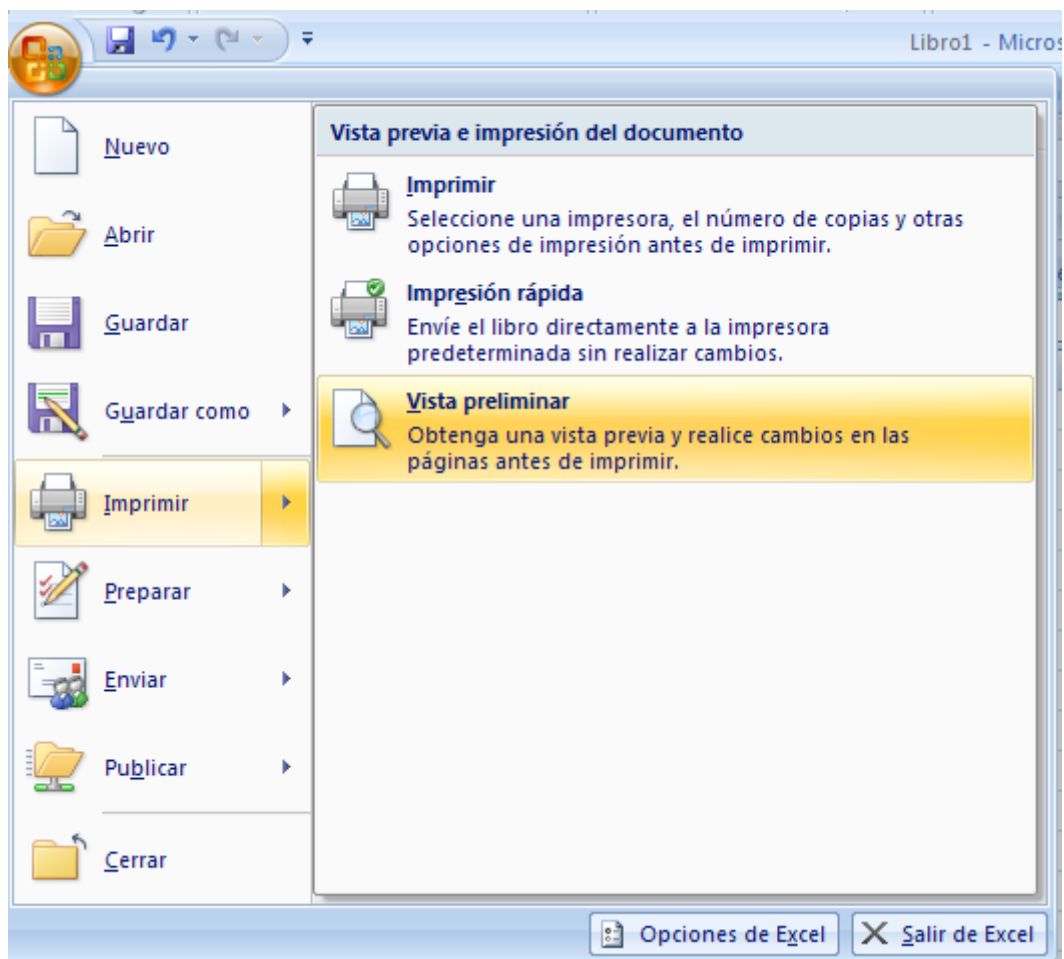 Libro1 - Micros
Nuevo
Abrir
Guardar
Guardar como
Imprimir
Preparar
Enviar
Publicar
Cerrar
Vista previa e impresión del documento
Imprimir
Seleccione una impresora, el número de copias y otras
opciones de impresión antes de imprimir.
Impresión rápida
Envíe el libro directamente a la impresora
predeterminada sin realizar cambios.
Vista preliminar
Obtenga una vista previa y realice cambios en las
páginas antes de imprimir.
Opciones de Excel
Salir de Excel